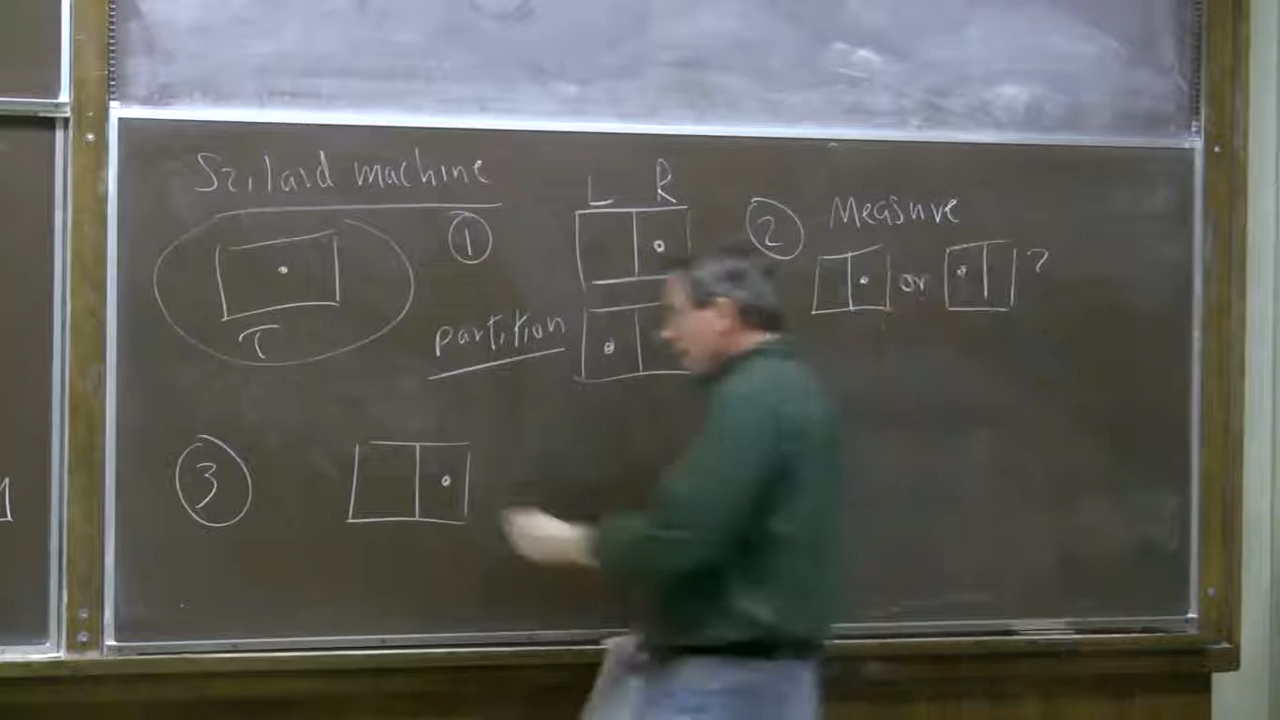 Szilard machine
T
① 
L R
partition
② Measure
or ?
③